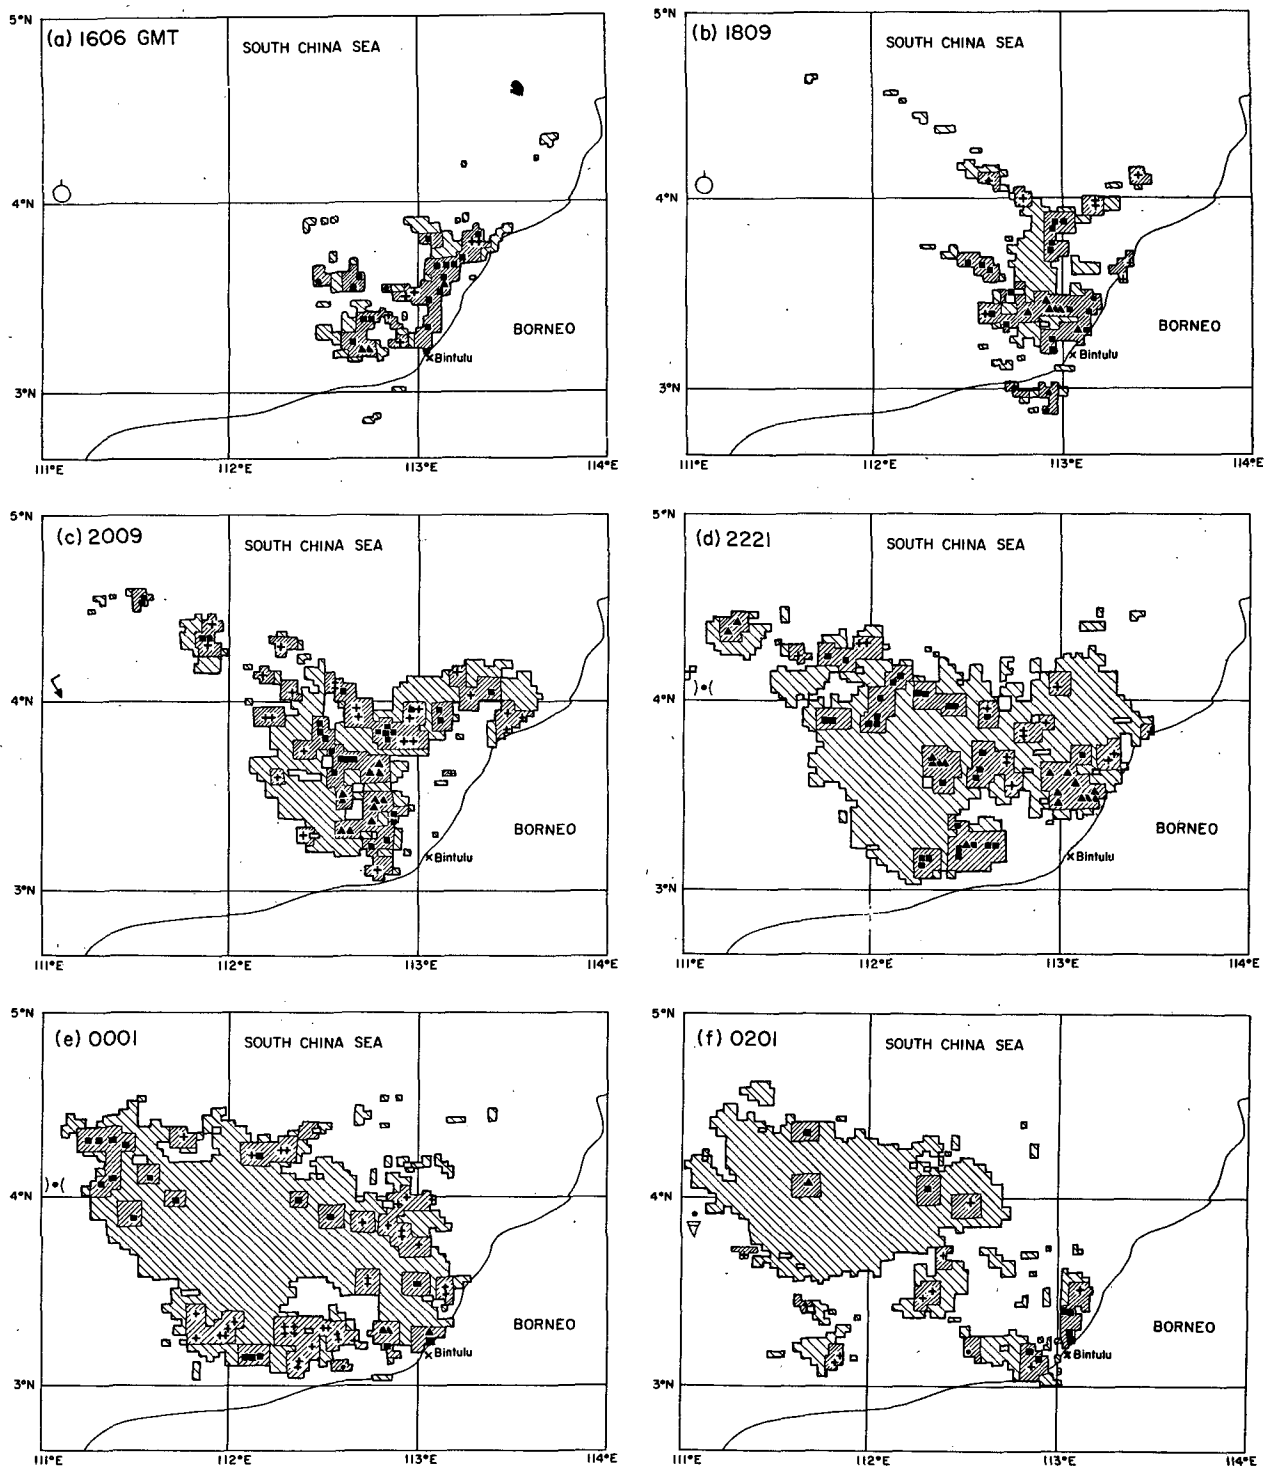 5°N
(a) 1606 GMT
SOUTH CHINA SEA
4°N
BORNEO
Bintulu
3°N
111°E
112°E
113°E
114°E
5°N
(b) 1809
SOUTH CHINA SEA
4°N
BORNEO
Bintulu
3°N
111°E
112°E
113°E
114°E
5°N
(c) 2009
SOUTH CHINA SEA
4°N
BORNEO
Bintulu
3°N
111°E
112°E
113°E
114°E
5°N
(d) 2221
SOUTH CHINA SEA
4°N
BORNEO
Bintulu
3°N
111°E
112°E
113°E
114°E
5°N
(e) 0001
SOUTH CHINA SEA
4°N
BORNEO
Bintulu
3°N
111°E
112°E
113°E
114°E
5°N
(f) 0201
SOUTH CHINA SEA
4°N
BORNEO
Bintulu
3°N
111°E
112°E
113°E
114°E